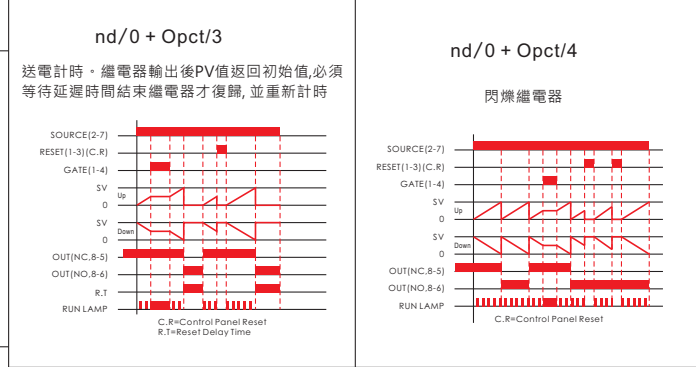 nd/0 + Opct/3
送電計時。繼電器輸出後PV值返回初始值,必須
等待延遲時間結束繼電器才復歸, 並重新計時
SOURCE(2-7)
RESET(1-3)(C.R)
GATE(1-4)
SV
Up
0
SV
Down
0
OUT(NC,8-5)
OUT(NO,8-6)
R.T
RUN LAMP
C.R=Control Panel Reset
R.T=Reset Delay Time
nd/0 + Opct/4
閃爍繼電器
SOURCE(2-7)
RESET(1-3)(C.R)
GATE(1-4)
SV
Up
0
SV
Down
0
OUT(NC.8-5)
OUT(NO.8-6)
RUN LAMP
C.R=Control Panel Reset